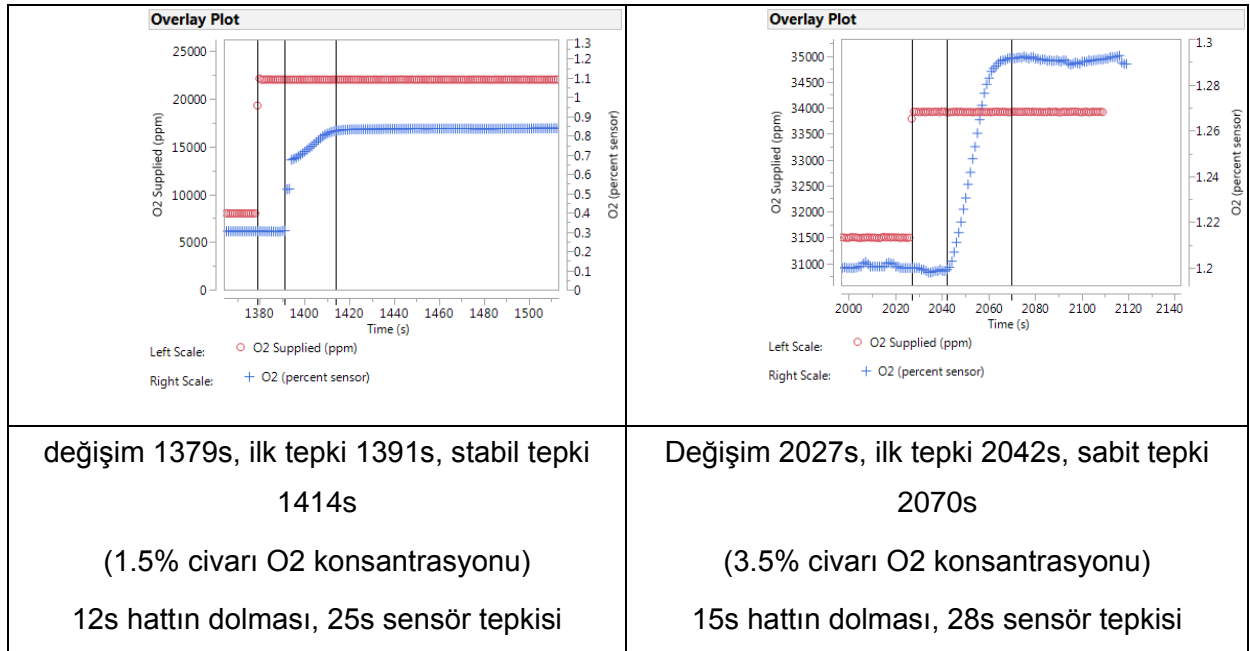 Overlay Plot
25000
20000
15000
10000
5000
0
O2 Supplied (ppm)
1.3
1.2
1.1
1
0.9
0.8
0.7
0.6
0.5
0.4
0.3
0.2
0.1
0
O2 (percent sensor)
1380 1400 1420 1440 1460 1480 1500
Time (s)
Left Scale: O2 Supplied (ppm)
Right Scale: + O2 (percent sensor)
değişim 1379s, ilk tepki 1391s, stabil tepki
1414s
(1.5% civarı O2 konsantrasyonu)
12s hattın dolması, 25s sensör tepkisi
Overlay Plot
35000
34500
34000
33500
33000
32500
32000
31500
31000
O2 Supplied (ppm)
1.3
1.28
1.26
1.24
1.22
1.2
O2 (percent sensor)
2000 2020 2040 2060 2080 2100 2120 2140
Time (s)
Left Scale: O2 Supplied (ppm)
Right Scale: + O2 (percent sensor)
Değişim 2027s, ilk tepki 2042s, sabit tepki
2070s
(3.5% civarı O2 konsantrasyonu)
15s hattın dolması, 28s sensör tepkisi